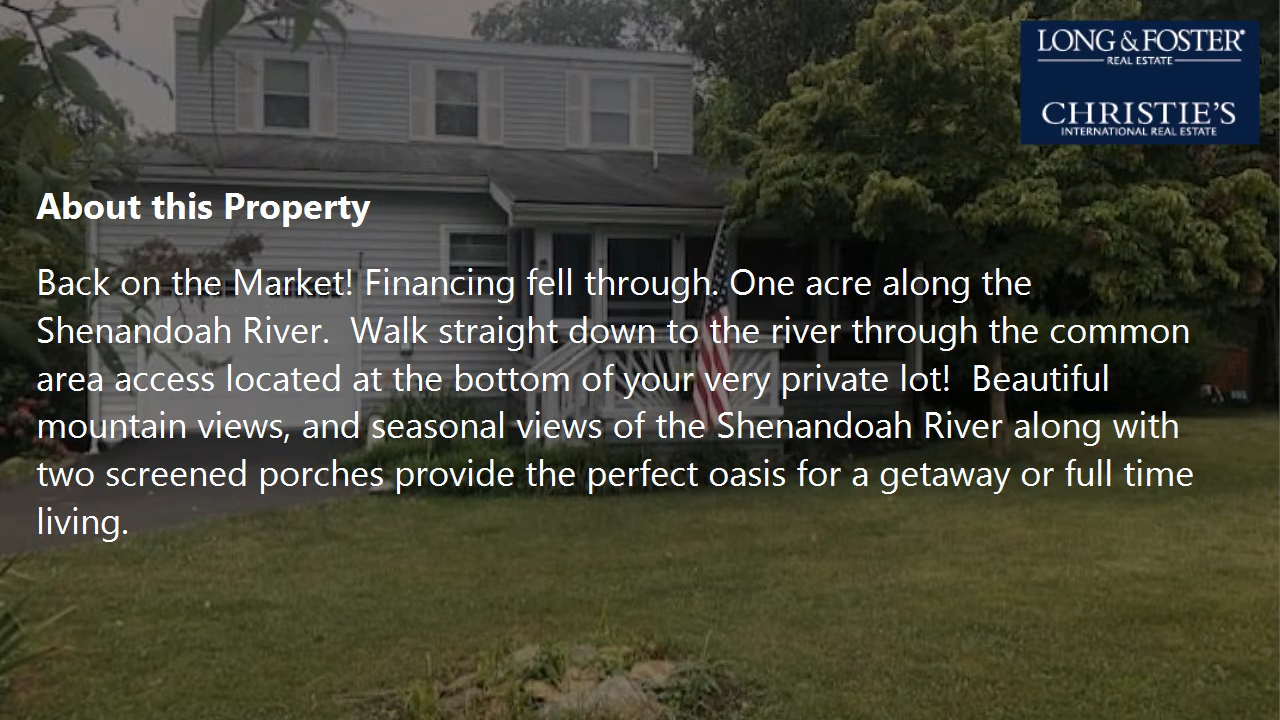 LONG & FOSTER®
REAL ESTATE
CHRISTIE'S
INTERNATIONAL REAL ESTATE
About this Property
Back on the Market! Financing fell through. One acre along the
Shenandoah River.  Walk straight down to the river through the common
area access located at the bottom of your very private lot!  Beautiful
mountain views, and seasonal views of the Shenandoah River along with
two screened porches provide the perfect oasis for a getaway or full time
living.